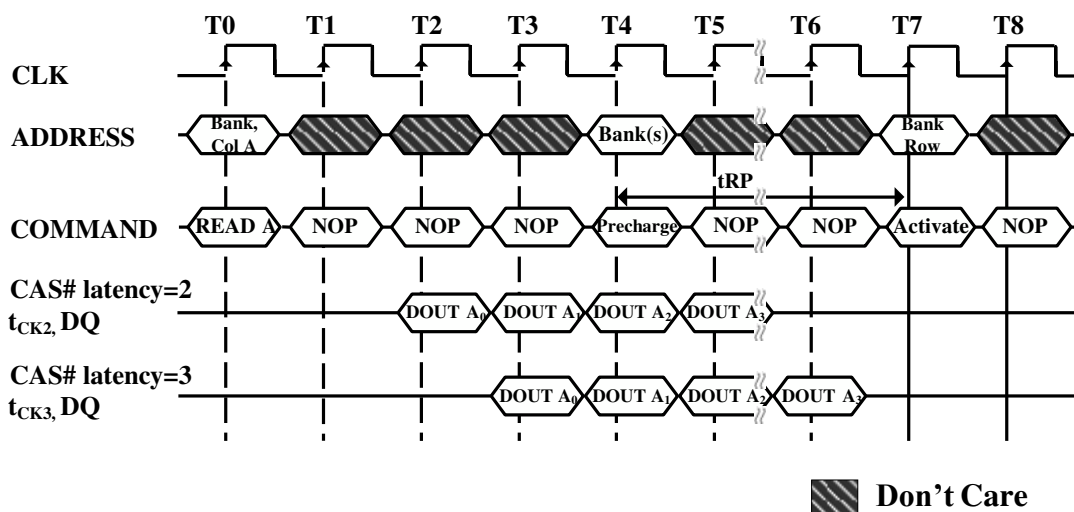 T0 T1 T2 T3 T4 T5 T6 T7 T8
CLK
ADDRESS
Bank, Col A
Bank(s)
Bank Row
tRP
COMMAND
READ A NOP NOP NOP Precharge NOP NOP Activate NOP
CAS# latency=2
tCK2, DQ
DOUT A0 DOUT A1 DOUT A2 DOUT A3
CAS# latency=3
tCK3, DQ
DOUT A0 DOUT A1 DOUT A2 DOUT A3
Don't Care